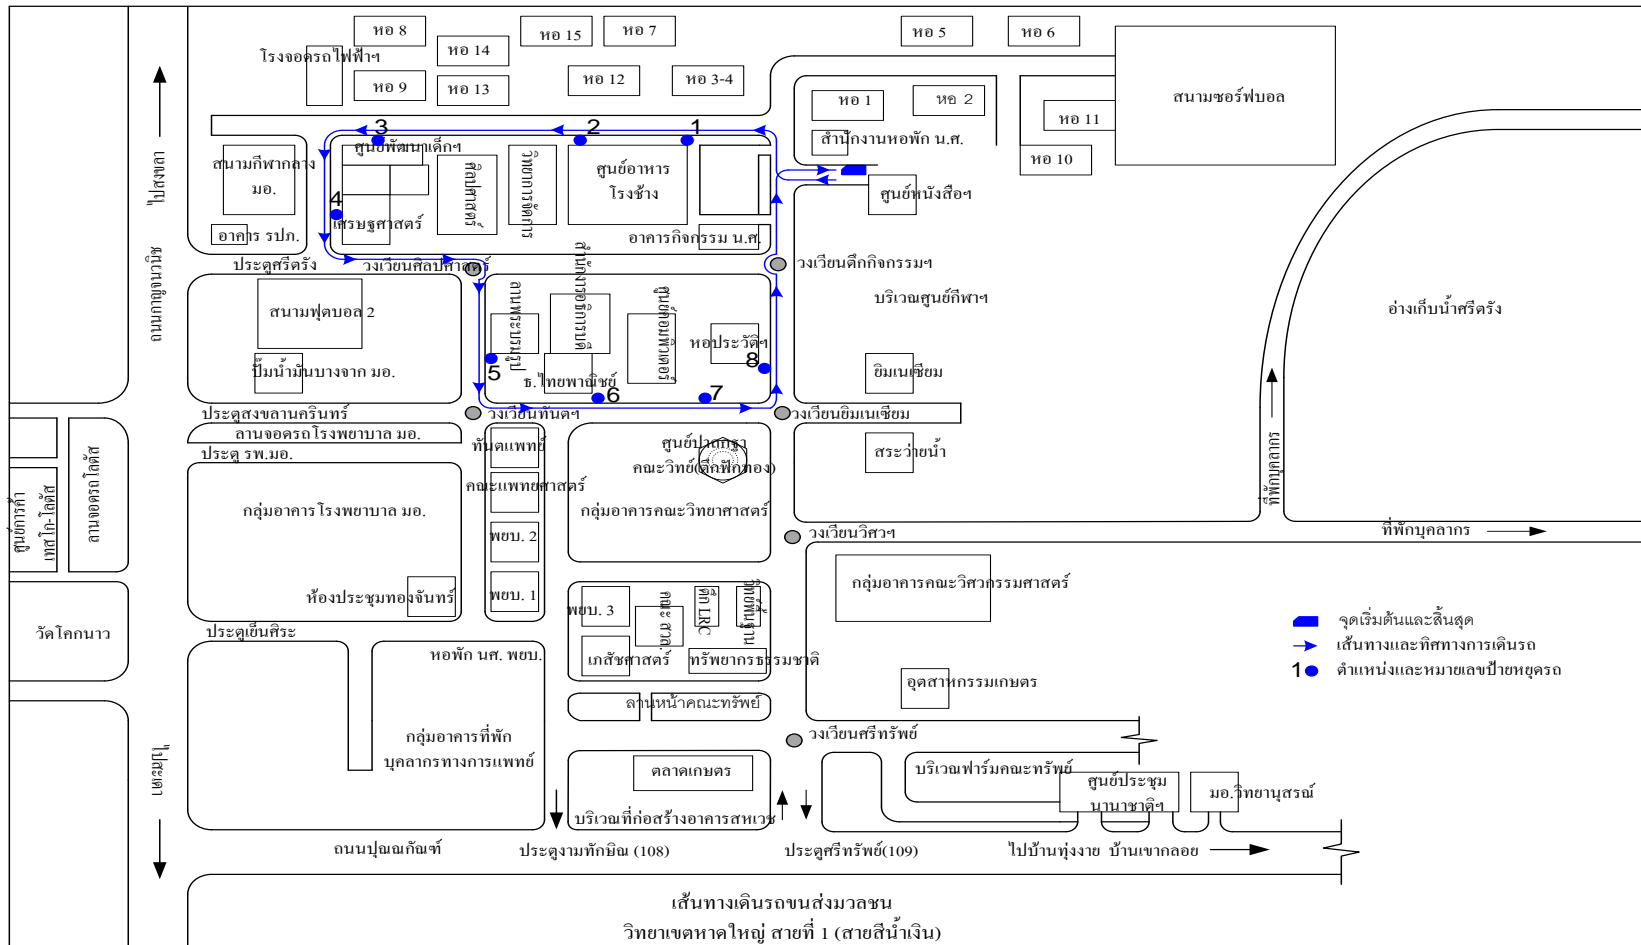 หอ 8
หอ 14
หอ 15
หอ 7
หอ 5
หอ 6
โรงจอดรถไฟฟ้าฯ
หอ 9
หอ 13
หอ 12
หอ 3-4
หอ 1
หอ 2
หอ 11
สนามซอร์ฟบอล
สำนักงานหอพัก น.ศ.
หอ 10
3
2
1
ศูนย์พัฒนาเด็กฯ
สนามกีฬากลาง
มอ.
ศิลปศาสตร์
วิทยาการจัดการ
ศูนย์อาหาร
โรงช้าง
ศูนย์หนังสือฯ
4
เศรษฐศาสตร์
อาคาร รปภ.
อาคารกิจกรรม น.ศ.
ไปสงขลา
ถนนกาญจนวนิช
ประตูศรีตรัง
วงเวียนศิลปศาสตร์
วงเวียนตึกกิจกรรมฯ
บริเวณศูนย์กีฬาฯ
อ่างเก็บน้ำศรีตรัง
สนามฟุตบอล 2
ลานพระบรมรูป
สำนักงานอธิการบดี
ศูนย์คอมพิวเตอร์
หอประวัติฯ
8
5
ปั๊มน้ำมันบางจาก มอ.
ธ.ไทยพาณิชย์
ยิมเนเซียม
6
7
ประตูสงขลานครินทร์
วงเวียนทันตฯ
วงเวียนยิมเนเซียม
ลานจอดรถโรงพยาบาล มอ.
ประตู รพ.มอ.
ทันตแพทย์
ศูนย์ปาฐกฐา
คณะวิทย์(ตึกฟักทอง)
สระว่ายน้ำ
ที่พักบุคลากร
คณะแพทยศาสตร์
ศูนย์การค้า
เทสโก-โลตัส
ลานจอดรถโลตัส
กลุ่มอาคารโรงพยาบาล มอ.
กลุ่มอาคารคณะวิทยาศาสตร์
พยบ. 2
วงเวียนวิศวฯ
ที่พักบุคลากร
พยบ. 1
ห้องประชุมทองจันทร์
พยบ. 3
คณะ สวล.
ตึก LRC
กลุ่มอาคารคณะวิศวกรรมศาสตร์
วัดโคกนาว
ประตูเย็นศิระ
หอพัก นศ. พยบ.
เภสัชศาสตร์
ทรัพยากรธรรมชาติ
จุดเริ่มต้นและสิ้นสุด
เส้นทางและทิศทางการเดินรถ
1 ตำแหน่งและหมายเลขป้ายหยุดรถ
อุตสาหกรรมเกษตร
ลานหน้าคณะทรัพย์
วงเวียนศรีทรัพย์
กลุ่มอาคารที่พัก
บุคลากรทางการแพทย์
ไปสะเดา
ตลาดเกษตร
บริเวณฟาร์มคณะทรัพย์
ศูนย์ประชุม
นานาชาติฯ
มอ.วิทยานุสรณ์
บริเวณที่ก่อสร้างอาคารสหเวช
ถนนปุณณกัณฑ์
ประตูงามทักษิณ (108)
ประตูศรีทรัพย์(109)
ไปบ้านทุ่งงาย บ้านเขากลอย
เส้นทางเดินรถขนส่งมวลชน
วิทยาเขตหาดใหญ่ สายที่ 1 (สายสีน้ำเงิน)